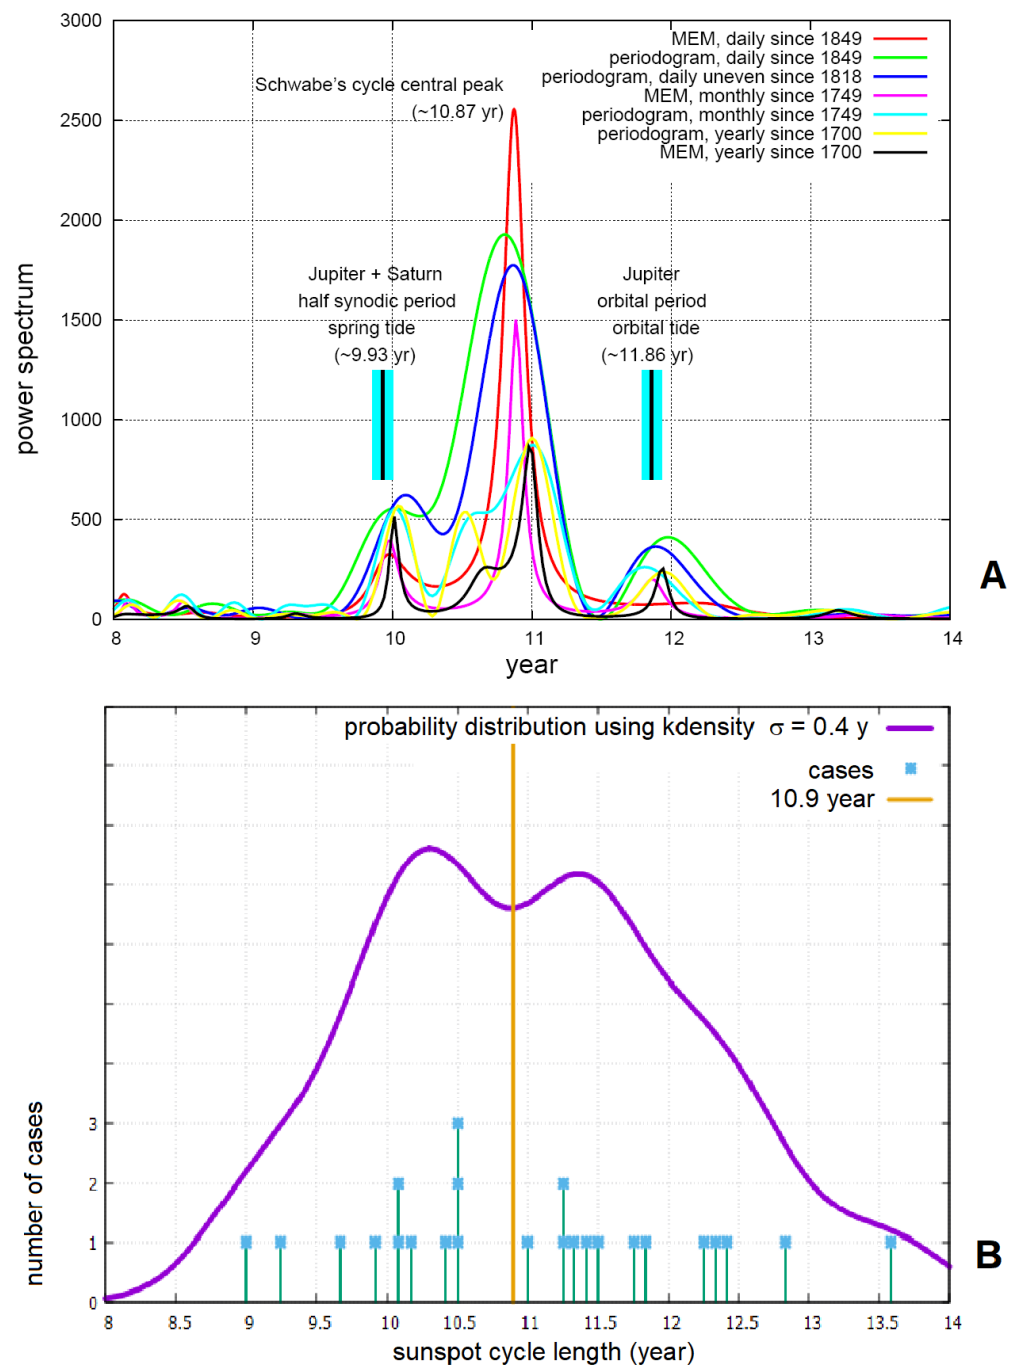 3000
2500
2000
1500
1000
500
0
power spectrum
MEM, daily since 1849
periodogram, daily since 1849
periodogram, daily uneven since 1818
MEM, monthly since 1749
periodogram, monthly since 1749
periodogram, yearly since 1700
MEM, yearly since 1700
Schwabe's cycle central peak
(~10.87 yr)
Jupiter + Saturn
half synodic period
spring tide
(~9.93 yr)
Jupiter
orbital period
orbital tide
(~11.86 yr)
A
8 9 10 11 12 13 14
year
probability distribution using kdensity σ = 0.4 y
cases
10.9 year
3
2
1
0
number of cases
B
8 8.5 9 9.5 10 10.5 11 11.5 12 12.5 13 13.5 14
sunspot cycle length (year)